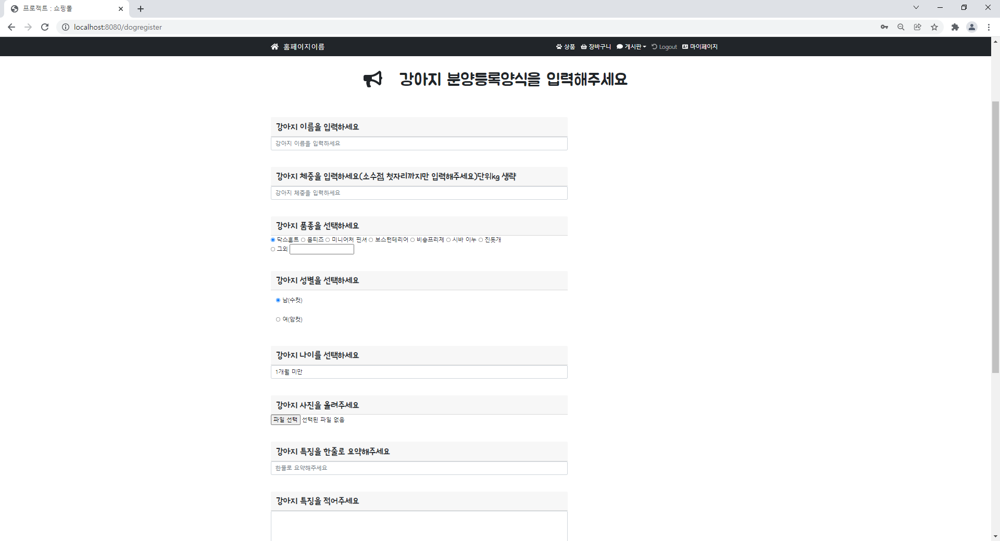 프로젝트 : 쇼핑몰
localhost:8080/dogregister
홈페이지이름
상품 장바구니 게시판 Logout 마이페이지
강아지 분양등록양식을 입력해주세요
강아지 이름을 입력하세요
강아지 이름을 입력하세요
강아지 체중을 입력하세요(소수점 첫자리까지만 입력해주세요)단위kg 생략
강아지 체중을 입력하세요
강아지 품종을 선택하세요
닥스훈트 몰티즈 미니어처 핀셔 보스턴테리어 비숑프리제 시바 이누 진돗개
그외
강아지 성별을 선택하세요
남(수컷)
여(암컷)
강아지 나이를 선택하세요
1개월 미만
강아지 사진을 올려주세요
파일 선택 선택된 파일 없음
강아지 특징을 한줄로 요약해주세요
한줄로 요약해주세요
강아지 특징을 적어주세요